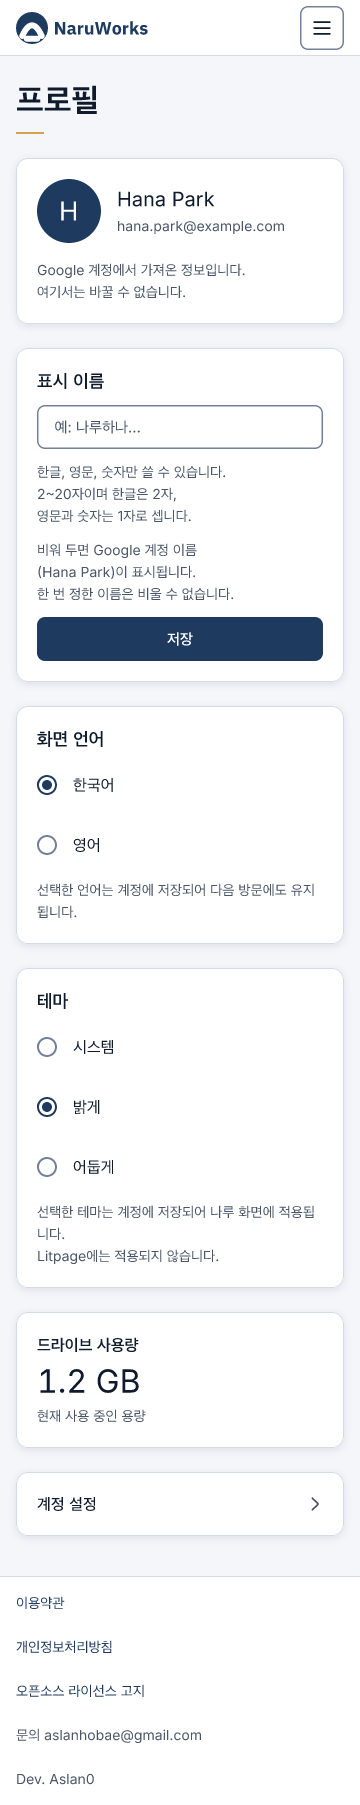 NaruWorks
프로필
H
Hana Park
hana.park@example.com
Google 계정에서 가져온 정보입니다.
여기서는 바꿀 수 없습니다.
표시 이름
예: 나루하나...
한글, 영문, 숫자만 쓸 수 있습니다.
2~20자이며 한글은 2자,
영문과 숫자는 1자로 셉니다.
비워 두면 Google 계정 이름
(Hana Park)이 표시됩니다.
한 번 정한 이름은 비울 수 없습니다.
저장
화면 언어
한국어
영어
선택한 언어는 계정에 저장되어 다음 방문에도 유지
됩니다.
테마
시스템
밝게
어둡게
선택한 테마는 계정에 저장되어 나루 화면에 적용됩
니다.
Litpage에는 적용되지 않습니다.
드라이브 사용량
1.2 GB
현재 사용 중인 용량
계정 설정
이용약관
개인정보처리방침
오픈소스 라이선스 고지
문의 aslanhobae@gmail.com
Dev. Aslan0